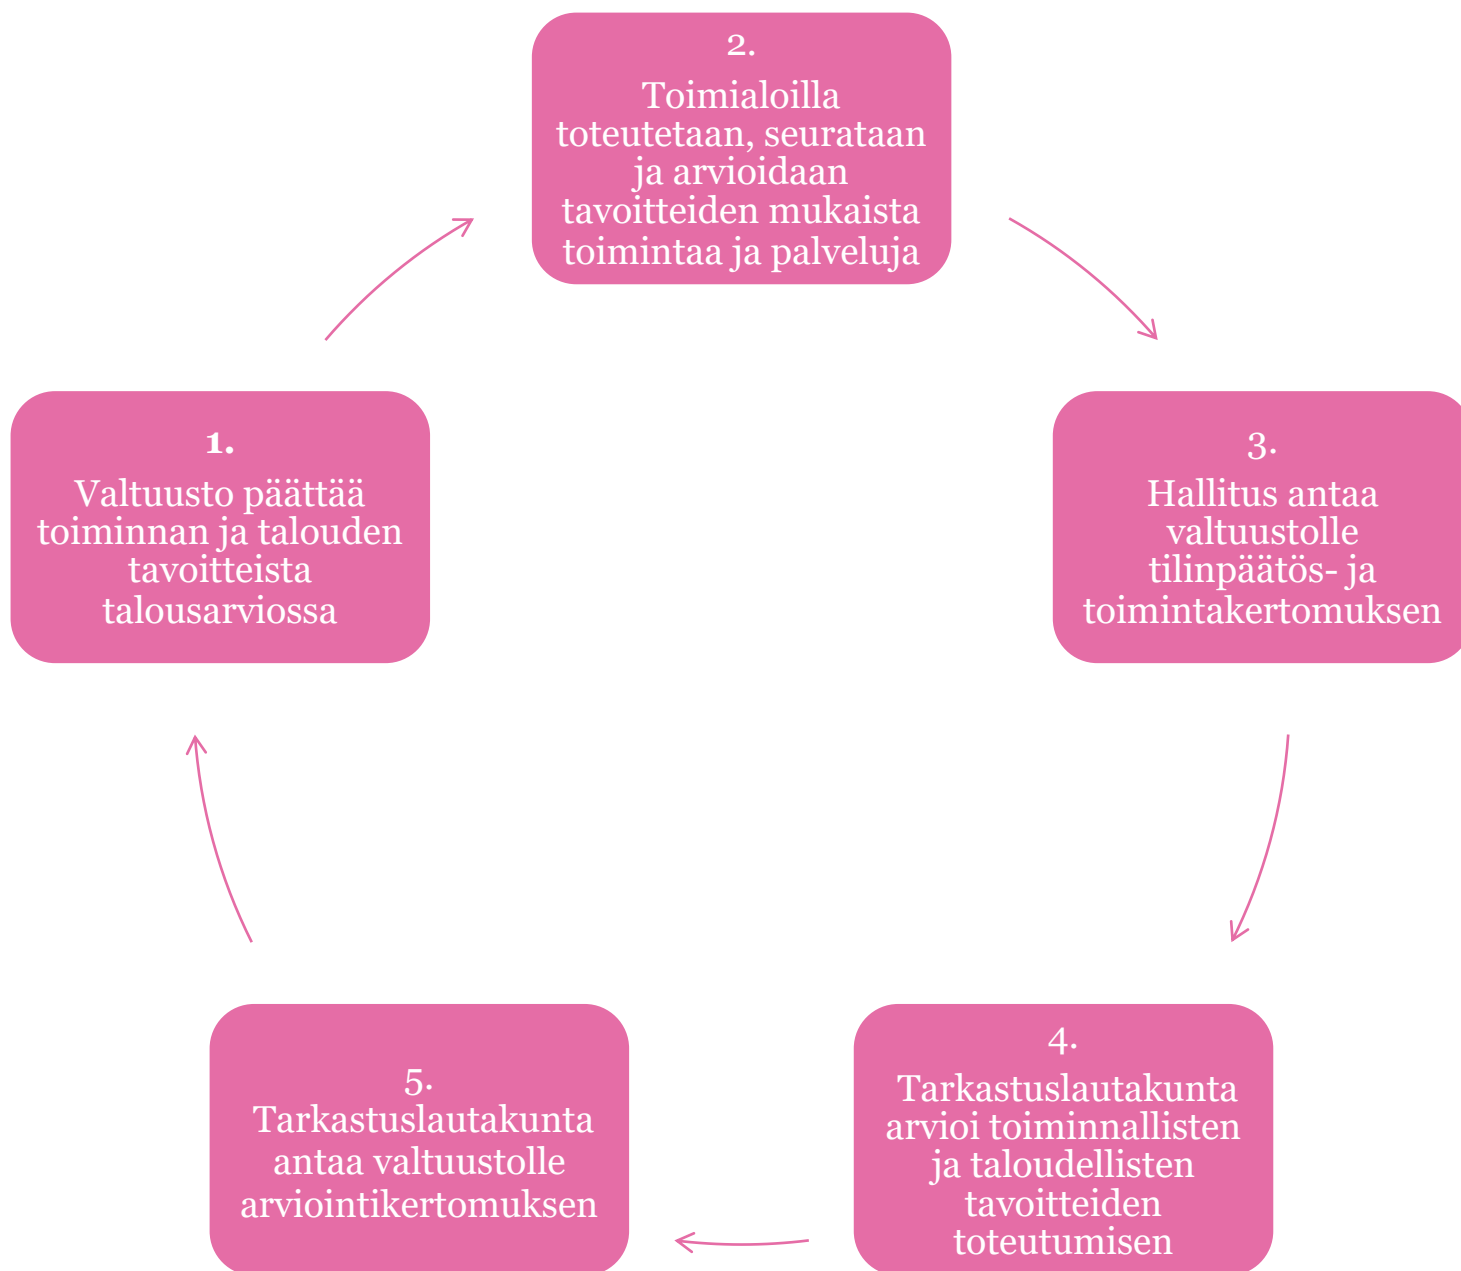 1.
Valtuusto päättää
toiminnan ja talouden
tavoitteista
talousarviossa
2.
Toimialoilla
toteutetaan, seurataan
ja arvioidaan
tavoitteiden mukaista
toimintaa ja palveluja
3.
Hallitus antaa
valtuustolle
tilinpäätös- ja
toimintakertomuksen
4.
Tarkastuslautakunta
arvioi toiminnallisten
ja taloudellisten
tavoitteiden
toteutumisen
5.
Tarkastuslautakunta
antaa valtuustolle
arviointikertomuksen